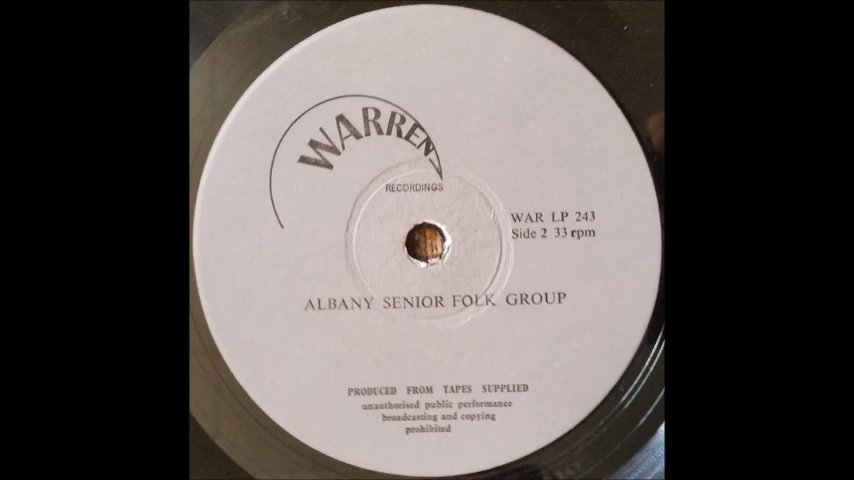 WARREN
RECORDINGS
WAR LP 243
Side 2 33 rpm
ALBANY SENIOR FOLK GROUP
PRODUCED FROM TAPES SUPPLIED
unauthorised public performance
broadcasting and copying
prohibited